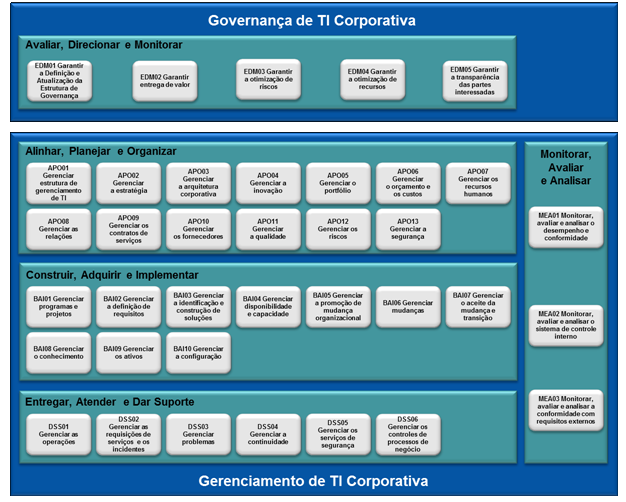 Governança de TI Corporativa
Avaliar, Direcionar e Monitorar
EDM01 Garantir
a Definição e
Atualização da
Estrutura de
Governança
EDM02 Garantir
entrega de valor
EDM03 Garantir
a otimização de
riscos
EDM04 Garantir
a otimização de
recursos
EDM05 Garantir
a transparência
das partes
interessadas
Alinhar, Planejar e Organizar
APO01
Gerenciar
estrutura de
gerenciamento
de TI
APO02
Gerenciar
a estratégia
APO03
Gerenciar
a arquitetura
corporativa
APO04
Gerenciar
a inovação
APO05
Gerenciar
o portfólio
APO06
Gerenciar
o orçamento e
os custos
APO07
Gerenciar os
recursos
humanos
APO08
Gerenciar as
relações
APO09
Gerenciar os
contratos de
serviços
APO10
Gerenciar
os fornecedores
APO11
Gerenciar
a qualidade
APO12
Gerenciar
os riscos
APO13
Gerenciar
a segurança
Construir, Adquirir e Implementar
BAI01 Gerenciar
programas e
projetos
BAI02 Gerenciar
a definição de
requisitos
BAI03 Gerenciar
a identificação e
construção de
soluções
BAI04 Gerenciar
disponibilidade
e capacidade
BAI05 Gerenciar
a promoção de
mudança
organizacional
BAI06 Gerenciar
mudanças
BAI07 Gerenciar
o aceite da
mudança e
transição
BAI08 Gerenciar
o conhecimento
BAI09 Gerenciar
os ativos
BAI10 Gerenciar
a configuração
Entregar, Atender e Dar Suporte
DSS01
Gerenciar as
operações
DSS02
Gerenciar as
requisições de
serviços e os
incidentes
DSS03
Gerenciar
problemas
DSS04
Gerenciar a
continuidade
DSS05
Gerenciar os
serviços de
segurança
DSS06
Gerenciar os
controles de
processos de
negócio
Monitorar,
Avaliar
e Analisar
MEA01 Monitorar,
avaliar e analisar o
desempenho e
conformidade
MEA02 Monitorar,
avaliar e analisar o
sistema de controle
interno
MEA03 Monitorar,
avaliar e analisar a
conformidade com
requisitos externos
Gerenciamento de TI Corporativa